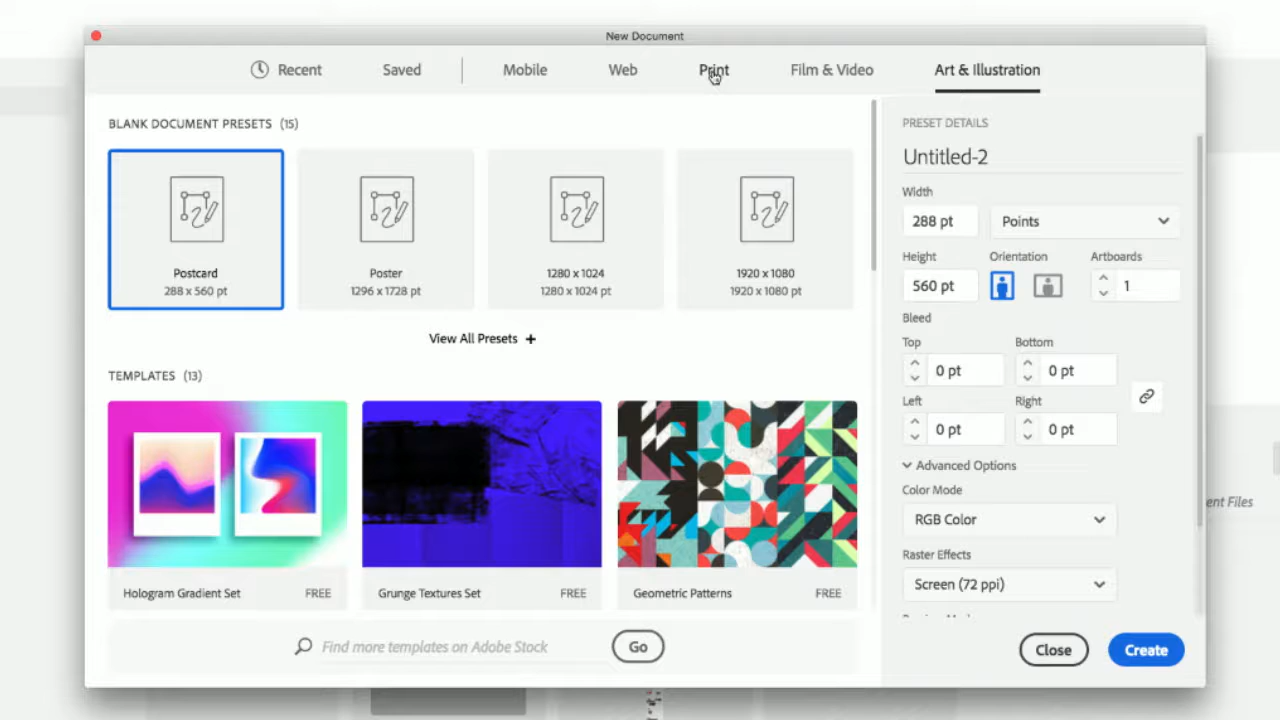 New Document
Recent Saved Mobile Web Print Film & Video Art & Illustration
BLANK DOCUMENT PRESETS (15)
Postcard
288 x 560 pt
Poster
1296 x 1728 pt
1280 x 1024
1280 x 1024 pt
1920 x 1080
1920 x 1080 pt
View All Presets +
TEMPLATES (13)
Hologram Gradient Set FREE
Grunge Textures Set FREE
Geometric Patterns FREE
Find more templates on Adobe Stock Go
PRESET DETAILS
Untitled-2
Width
288 pt Points
Height Orientation Artboards
560 pt 1
Bleed
Top Bottom
0 pt 0 pt
Left Right
0 pt 0 pt
Advanced Options
Color Mode
RGB Color
Raster Effects
Screen (72 ppi)
Close Create
ent Files